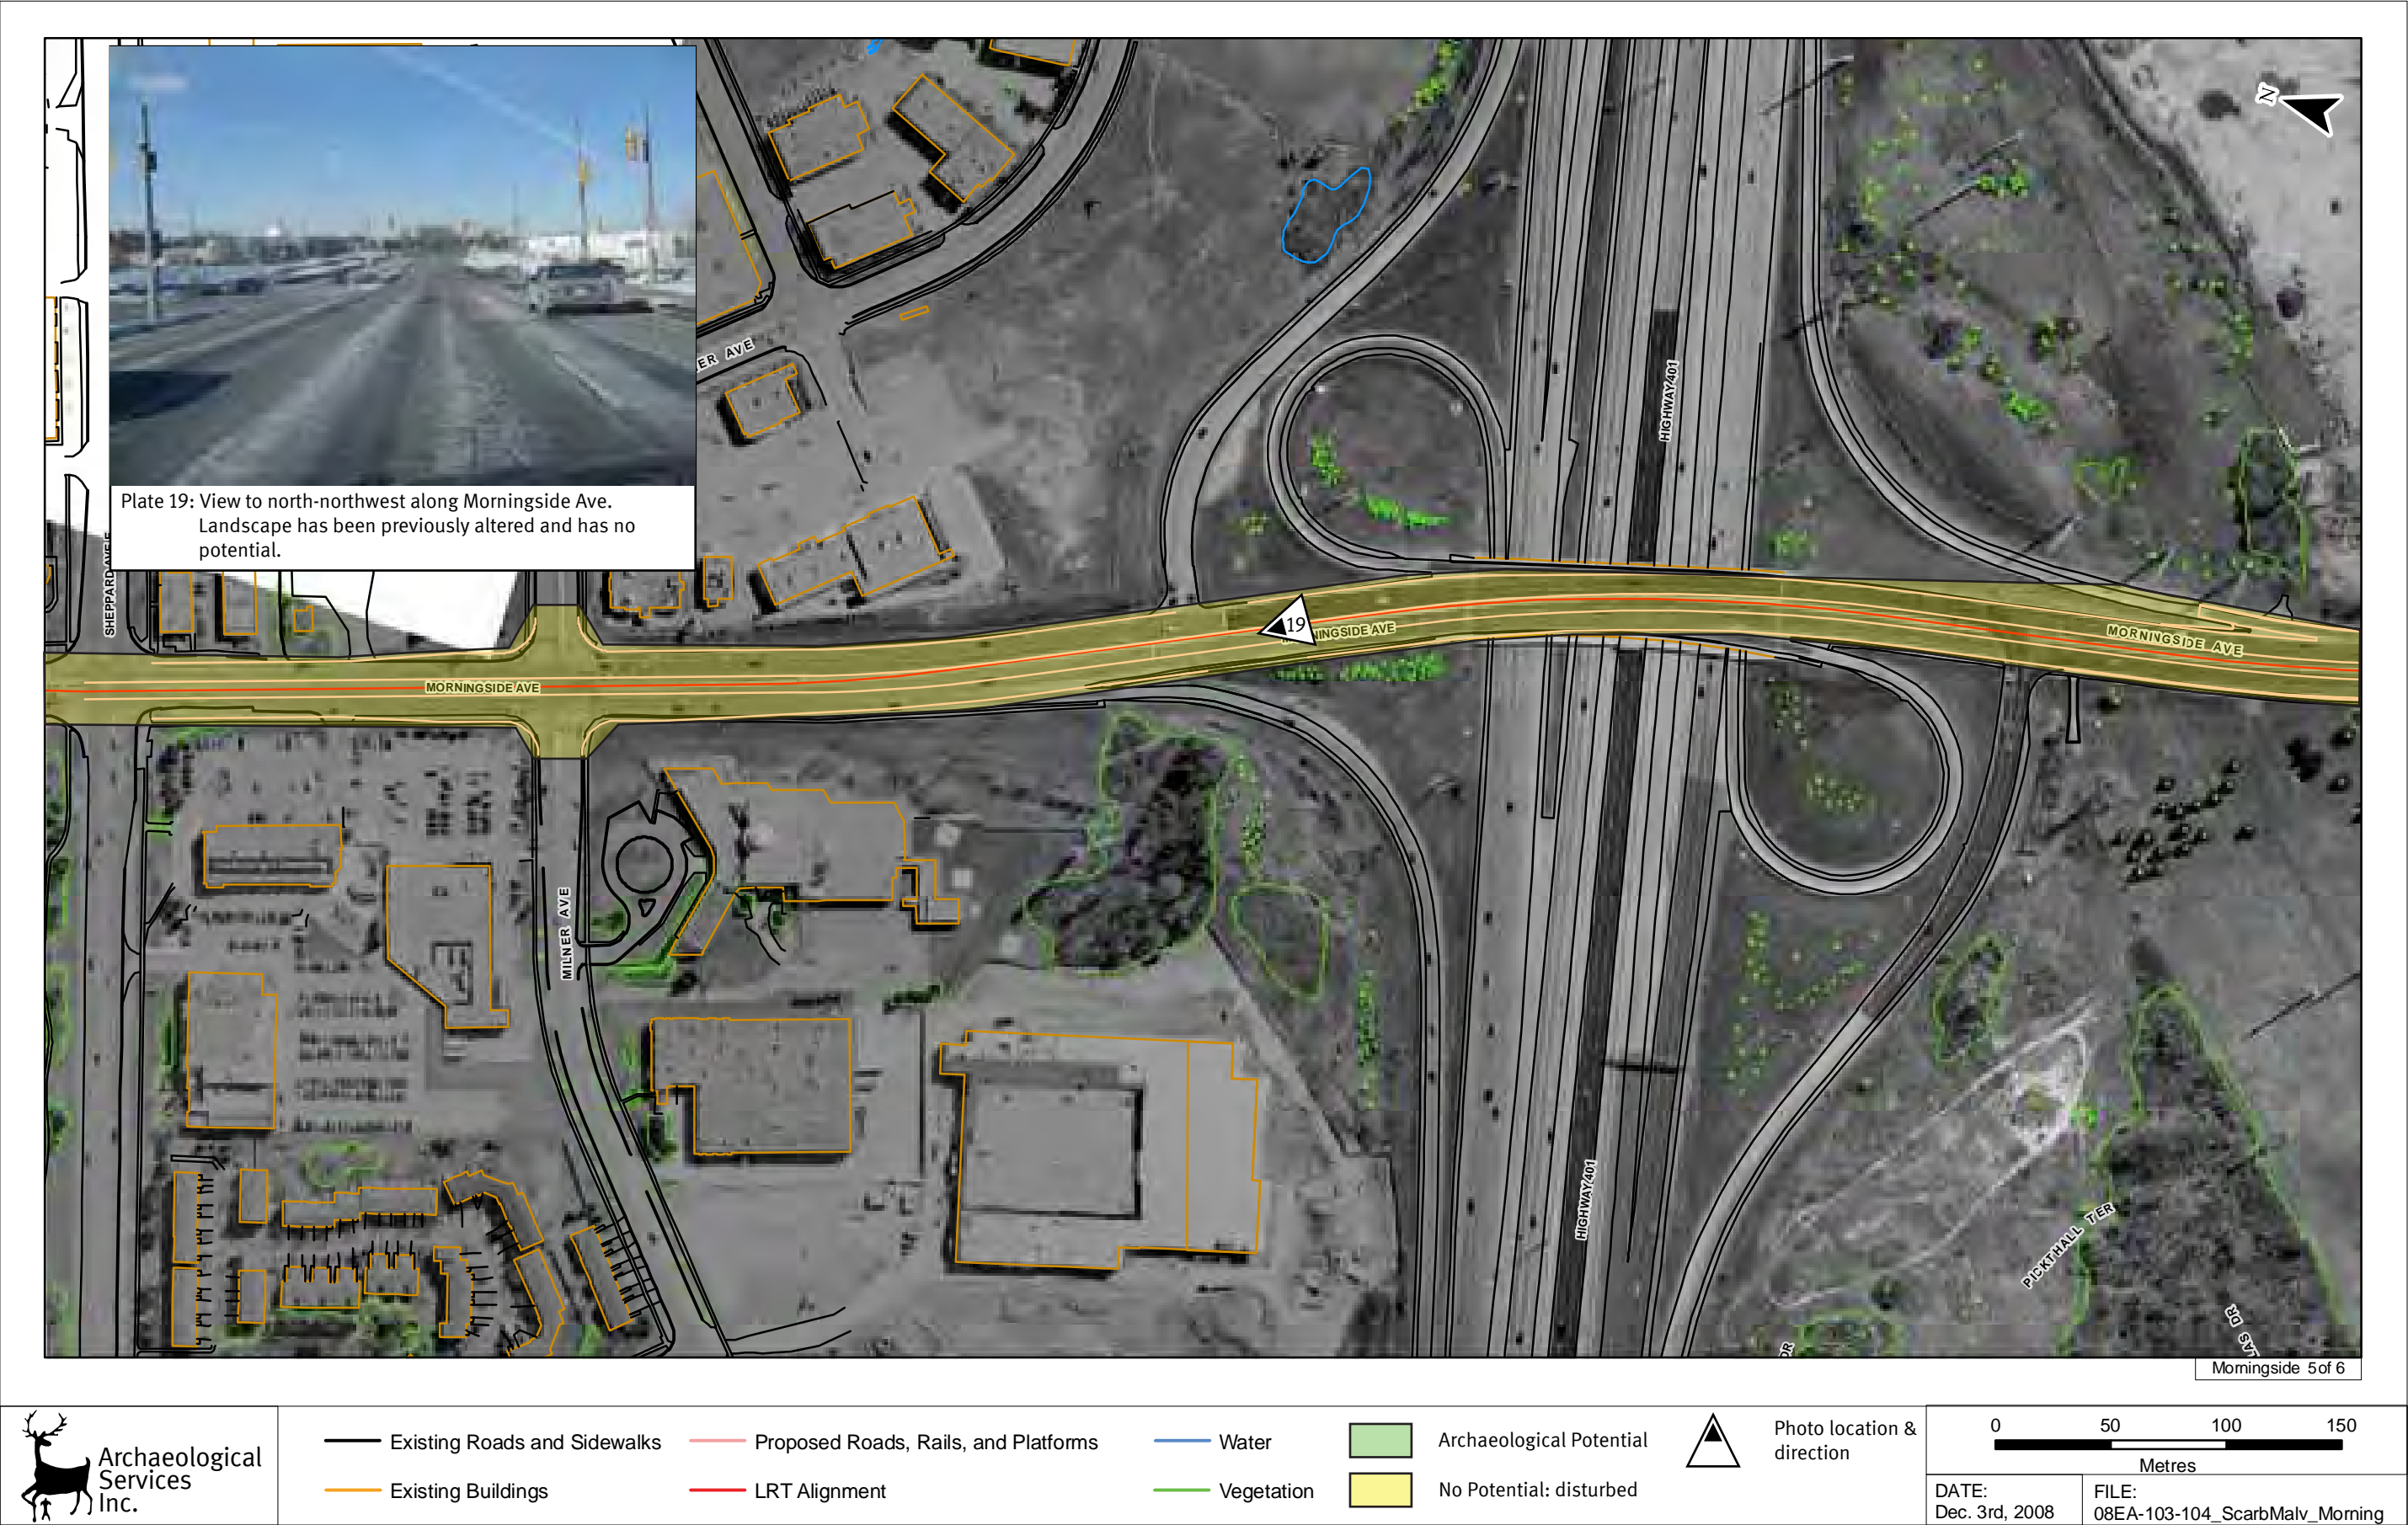 N
Plate 19: View to north-northwest along Morningside Ave.
Landscape has been previously altered and has no
potential.
ER AVE
HIGHWAY 401
SHEPPARD AVE E
19
MORNINGSIDE AVE
MORNINGSIDE AVE
MILNER AVE
HIGHWAY 401
PICKTHALL TER
DR
LAS DR
Morningside 5 of 6
Archaeological
Services
Inc.
Existing Roads and Sidewalks
Existing Buildings
Proposed Roads, Rails, and Platforms
LRT Alignment
Water
Vegetation
Archaeological Potential
No Potential: disturbed
Photo location &
direction
0 50 100 150
Metres
DATE:
Dec. 3rd, 2008
FILE:
08EA-103-104_ScarbMalv_Morning